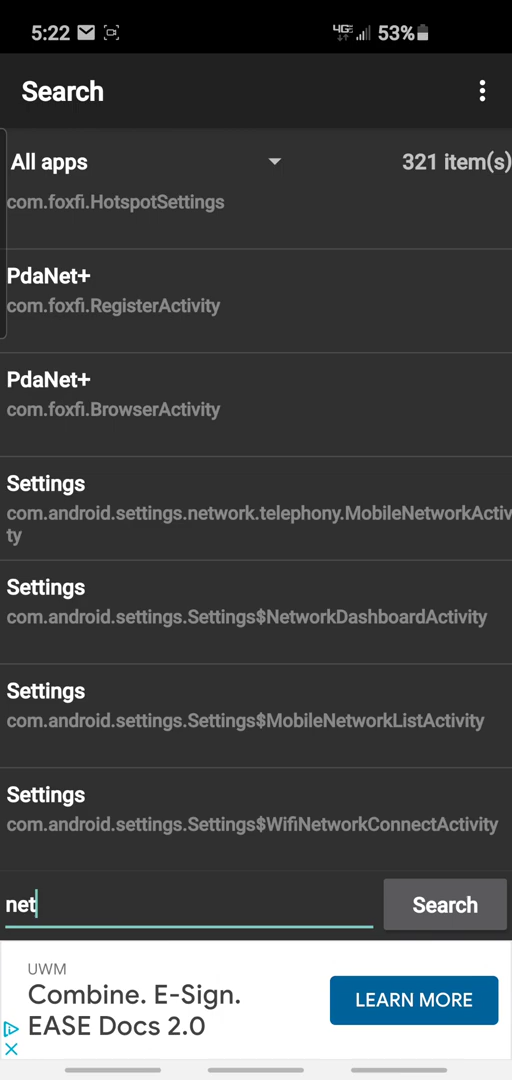 5:22 4GE 53%
Search
All apps 321 item(s)
com.foxfi.HotspotSettings
PdaNet+
com.foxfi.RegisterActivity
PdaNet+
com.foxfi.BrowserActivity
Settings
com.android.settings.network.telephony.MobileNetworkActivi
ty
Settings
com.android.settings.Settings$NetworkDashboardActivity
Settings
com.android.settings.Settings$MobileNetworkListActivity
Settings
com.android.settings.Settings$WifiNetworkConnectActivity
net Search
UWM
Combine. E-Sign.
EASE Docs 2.0
LEARN MORE